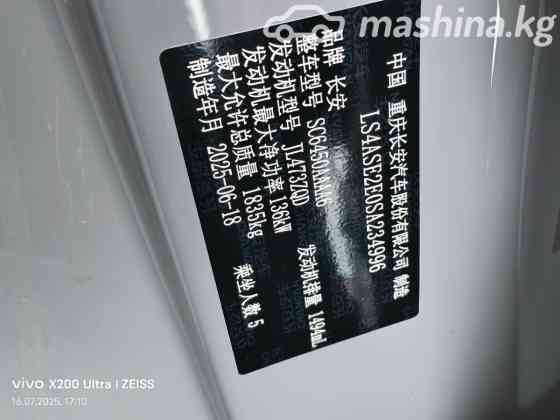 mashina.kg
中国 重庆长安汽车股份有限公司 制造
LS4ASE2E0SA234996
品牌 长安
整车型号 SC6450AAAA6
发动机型号 JL473ZQD 发动机排量 1494mL
发动机最大净功率 136kW
最大允许总质量 1835kg 乘坐人数 5
制造年月 2025-06-18
vivo X200 Ultra | ZEISS
16.07.2025, 17:10